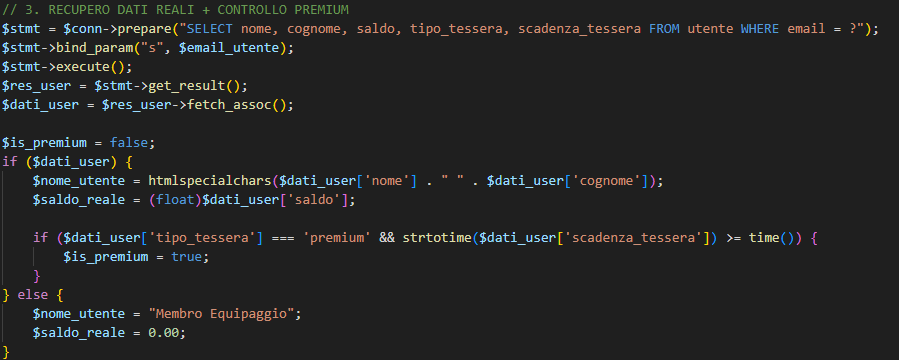 // 3. RECUPERO DATI REALI + CONTROLLO PREMIUM
$stmt = $conn->prepare("SELECT nome, cognome, saldo, tipo_tessera, scadenza_tessera FROM utente WHERE email = ?");
$stmt->bind_param("s", $email_utente);
$stmt->execute();
$res_user = $stmt->get_result();
$dati_user = $res_user->fetch_assoc();

$is_premium = false;
if ($dati_user) {
    $nome_utente = htmlspecialchars($dati_user['nome'] . " " . $dati_user['cognome']);
    $saldo_reale = (float)$dati_user['saldo'];

    if ($dati_user['tipo_tessera'] === 'premium' && strtotime($dati_user['scadenza_tessera']) >= time()) {
        $is_premium = true;
    }
} else {
    $nome_utente = "Membro Equipaggio";
    $saldo_reale = 0.00;
}